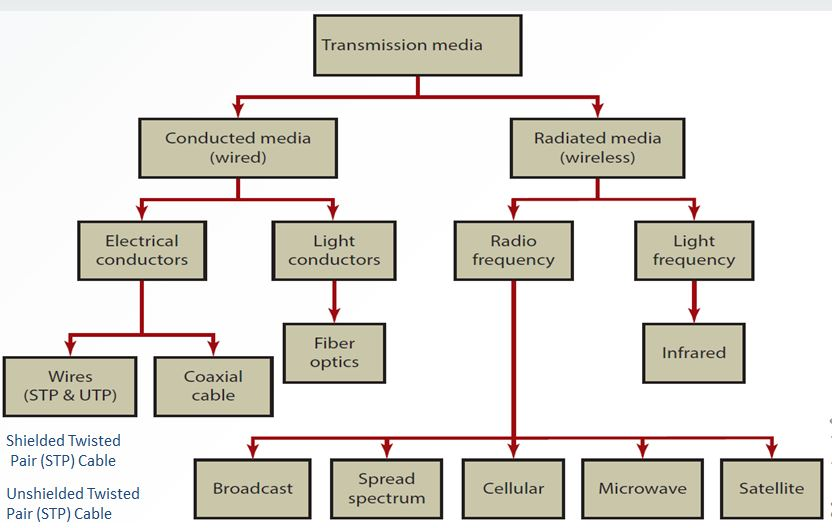 Transmission media
Conducted media
(wired)
Radiated media
(wireless)
Electrical
conductors
Light
conductors
Radio
frequency
Light
frequency
Wires
(STP & UTP)
Coaxial
cable
Fiber
optics
Infrared
Shielded Twisted
Pair (STP) Cable
Unshielded Twisted
Pair (STP) Cable
Broadcast
Spread
spectrum
Cellular
Microwave
Satellite